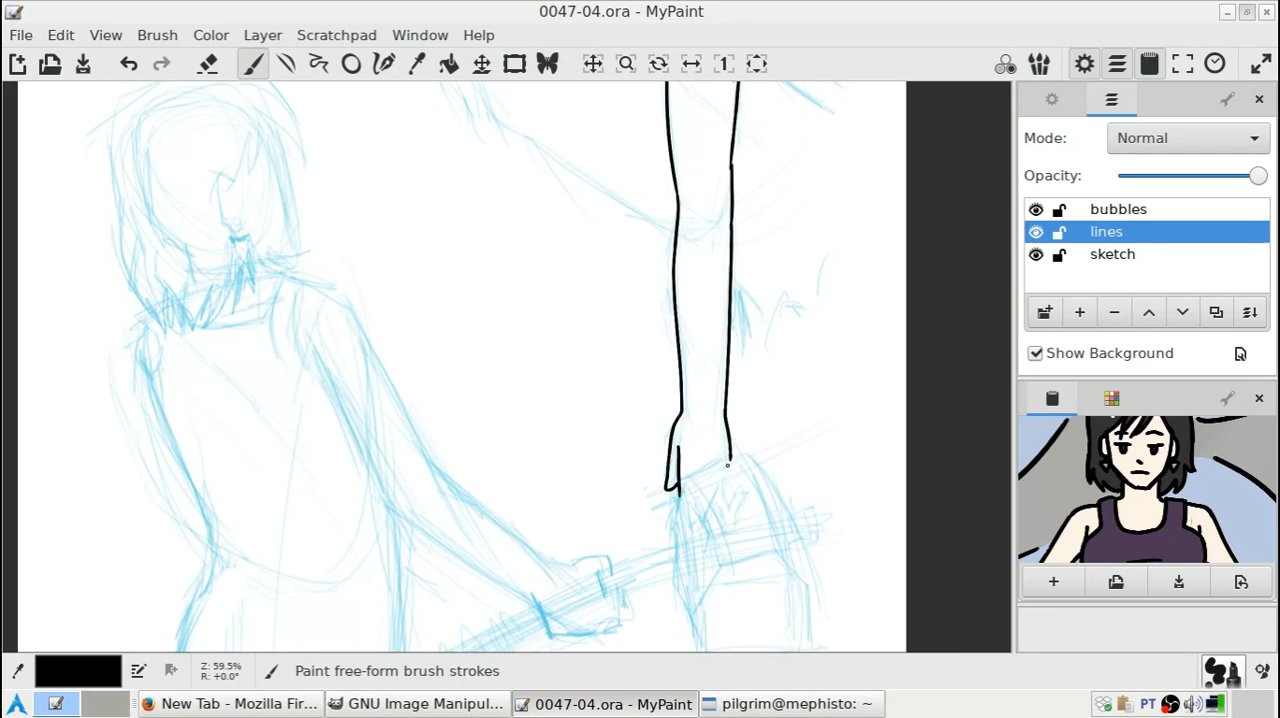 0047-04.ora - MyPaint
File Edit View Brush Color Layer Scratchpad Window Help
1
Mode: Normal
Opacity:
bubbles
lines
sketch
Show Background
Z: 59.5%
R: +0.0°
Paint free-form brush strokes
New Tab - Mozilla Fir... GNU Image Manipul... 0047-04.ora - MyPaint pilgrim@mephisto: ~ PT